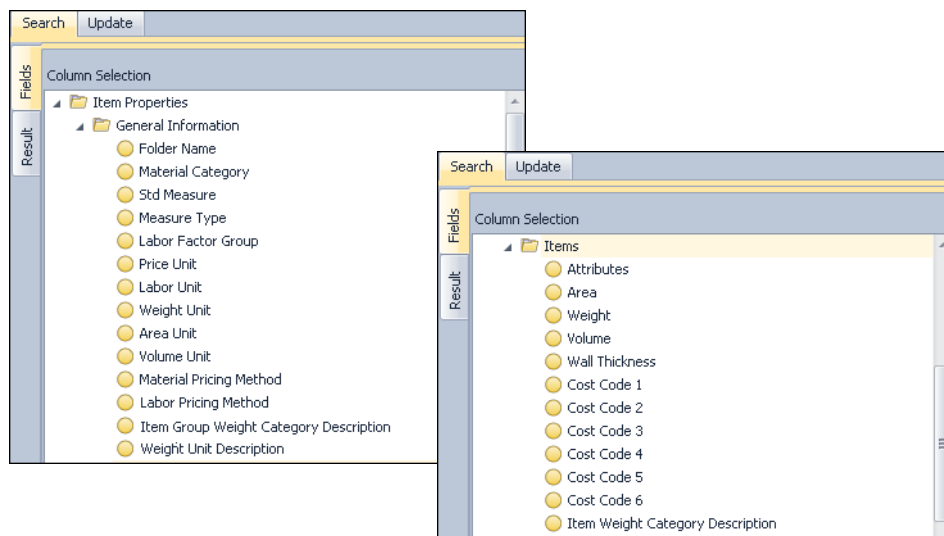 Search Update
Fields
Result
Column Selection
Item Properties
General Information
Folder Name
Material Category
Std Measure
Measure Type
Labor Factor Group
Price Unit
Labor Unit
Weight Unit
Area Unit
Volume Unit
Material Pricing Method
Labor Pricing Method
Item Group Weight Category Description
Weight Unit Description
Search Update
Fields
Result
Column Selection
Items
Attributes
Area
Weight
Volume
Wall Thickness
Cost Code 1
Cost Code 2
Cost Code 3
Cost Code 4
Cost Code 5
Cost Code 6
Item Weight Category Description